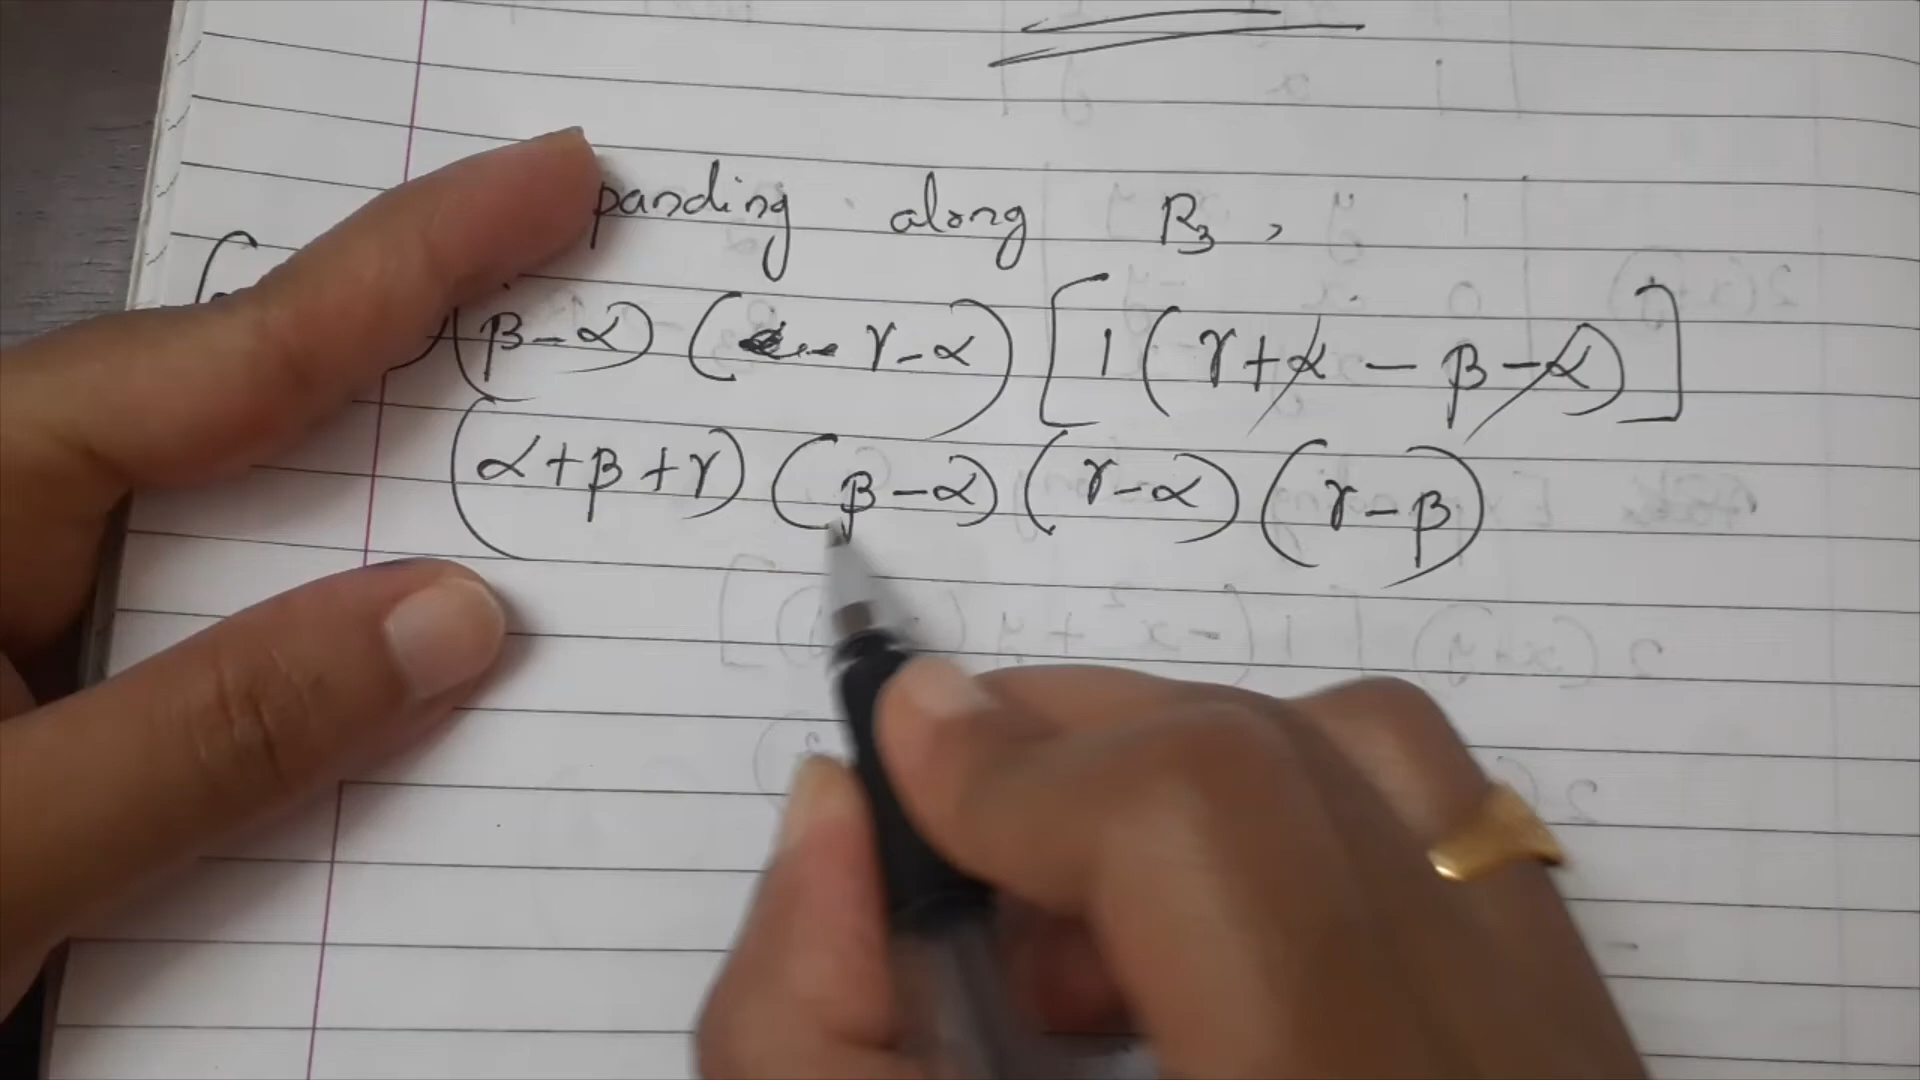 panding along R₃,
(β-α) (γ-α) [1(γ+α-β-α)]
(α+β+γ) (β-α) (γ-α) (γ-β)